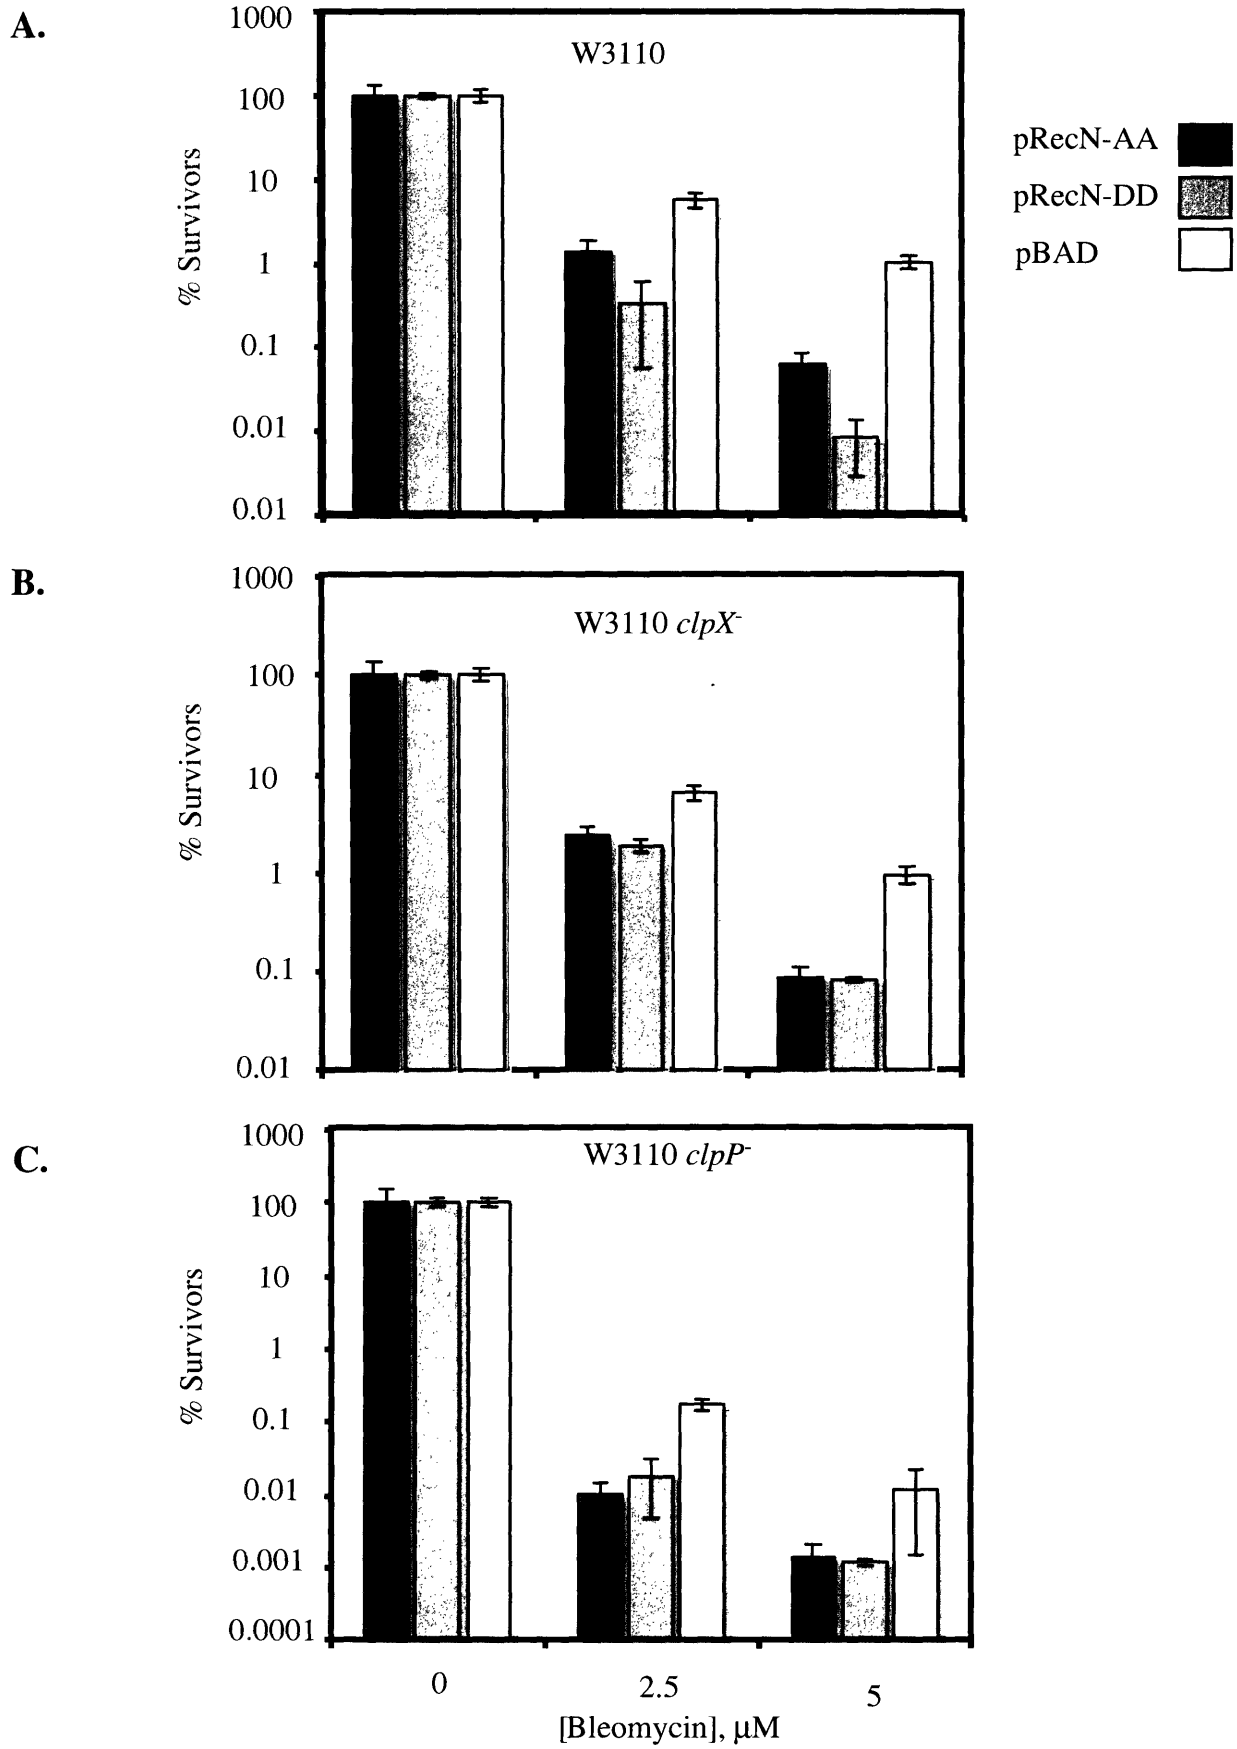 A.
W3110
1000
100
10
1
0.1
0.01
0.01
% Survivors
pRecN-AA
pRecN-DD
pBAD
B.
W3110 clpX-
1000
100
10
1
0.1
0.01
% Survivors
C.
W3110 clpP-
1000
100
10
1
0.1
0.01
0.001
0.0001
% Survivors
0 2.5 5
[Bleomycin], μM